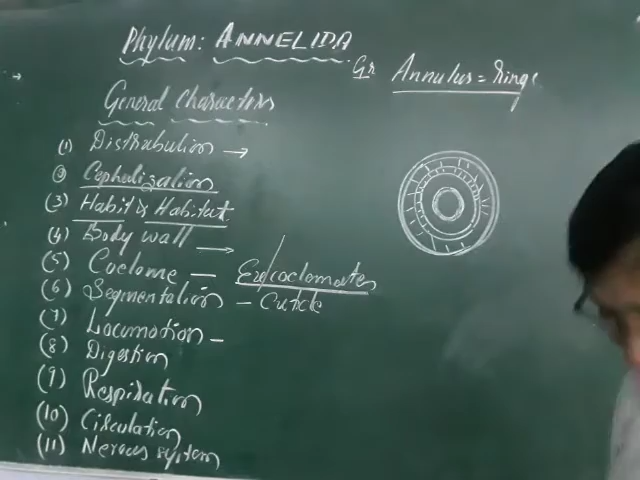 Phylum: ANNELIDA
Gr Annulus = rings
General Characters
(1) Distribution →
② Cephalization
(3) Habit & Habitat
(4) Body wall →
(5) Coelome — Eucoelomates
(6) Segmentation - Cuticle
(7) Locomotion -
(8) Digestion
(9) Respiration
(10) Circulation
(11) Nervous system